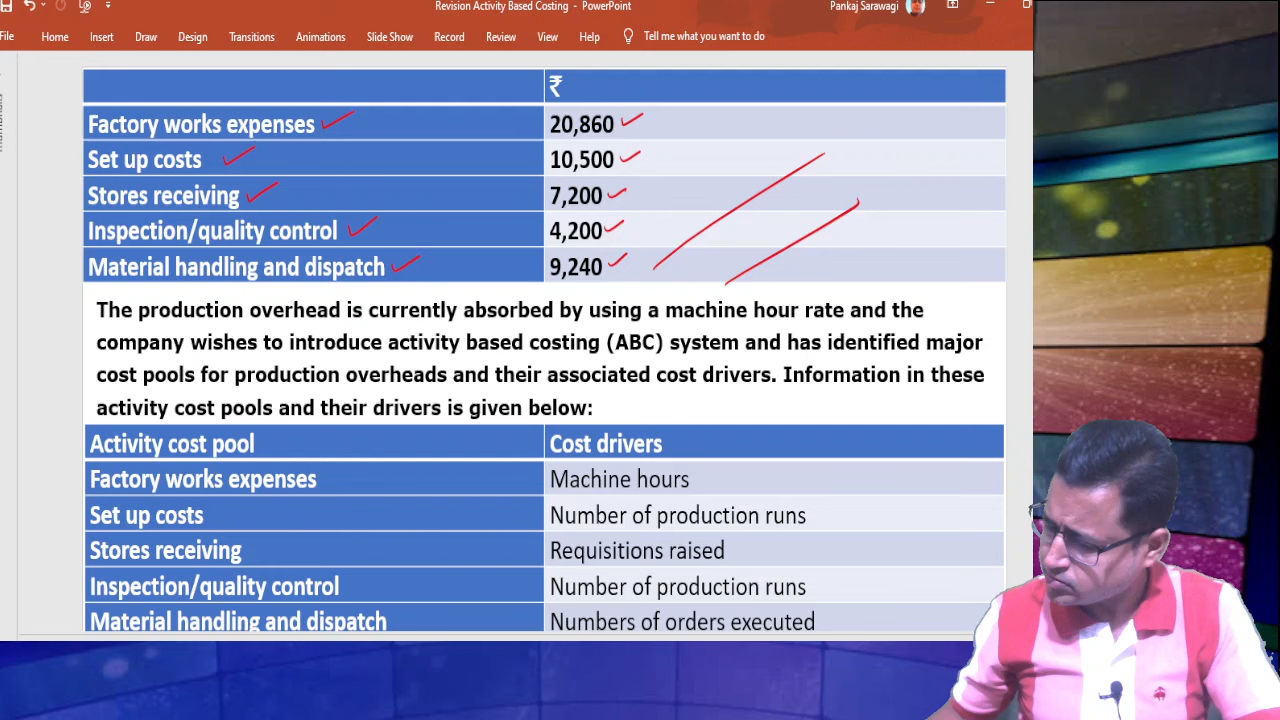 Revision Activity Based Costing - PowerPoint
Pankaj Sarawagi
File Home Insert Draw Design Transitions Animations Slide Show Record Review View Help Tell me what you want to do
₹
Factory works expenses 20,860
Set up costs 10,500
Stores receiving 7,200
Inspection/quality control 4,200
Material handling and dispatch 9,240
The production overhead is currently absorbed by using a machine hour rate and the
company wishes to introduce activity based costing (ABC) system and has identified major
cost pools for production overheads and their associated cost drivers. Information in these
activity cost pools and their drivers is given below:
Activity cost pool Cost drivers
Factory works expenses Machine hours
Set up costs Number of production runs
Stores receiving Requisitions raised
Inspection/quality control Number of production runs
Material handling and dispatch Numbers of orders executed